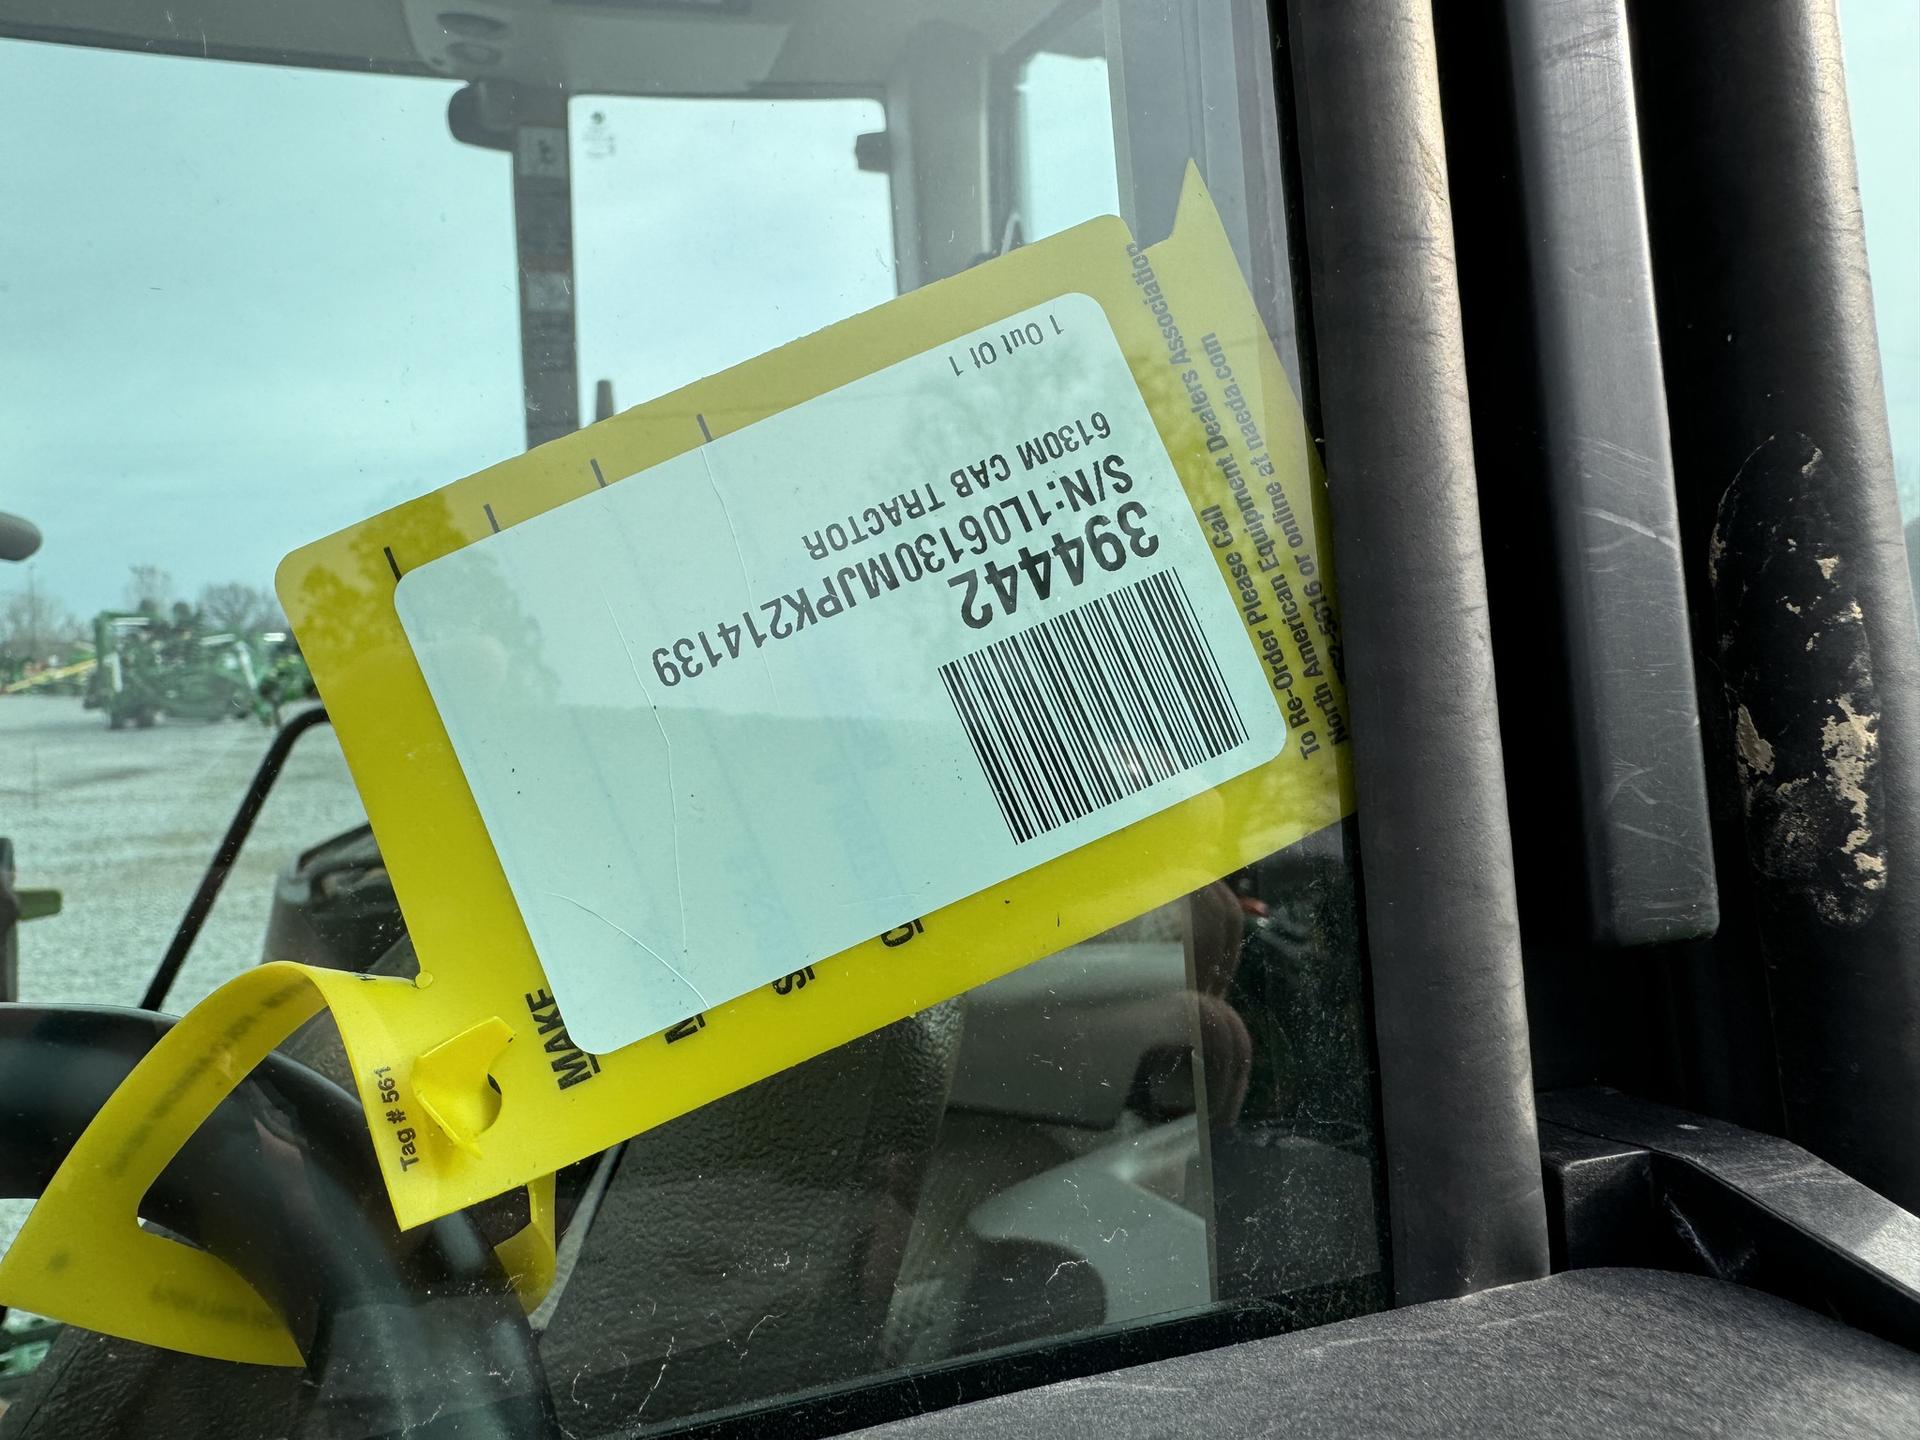 394442
S/N:1L06130MJPK214139
6130M CAB TRACTOR
1 Out Of 1
To Re-Order Please Call
North American Equipment Dealers Association
or online at naeda.com
Tag # 561
MAKE